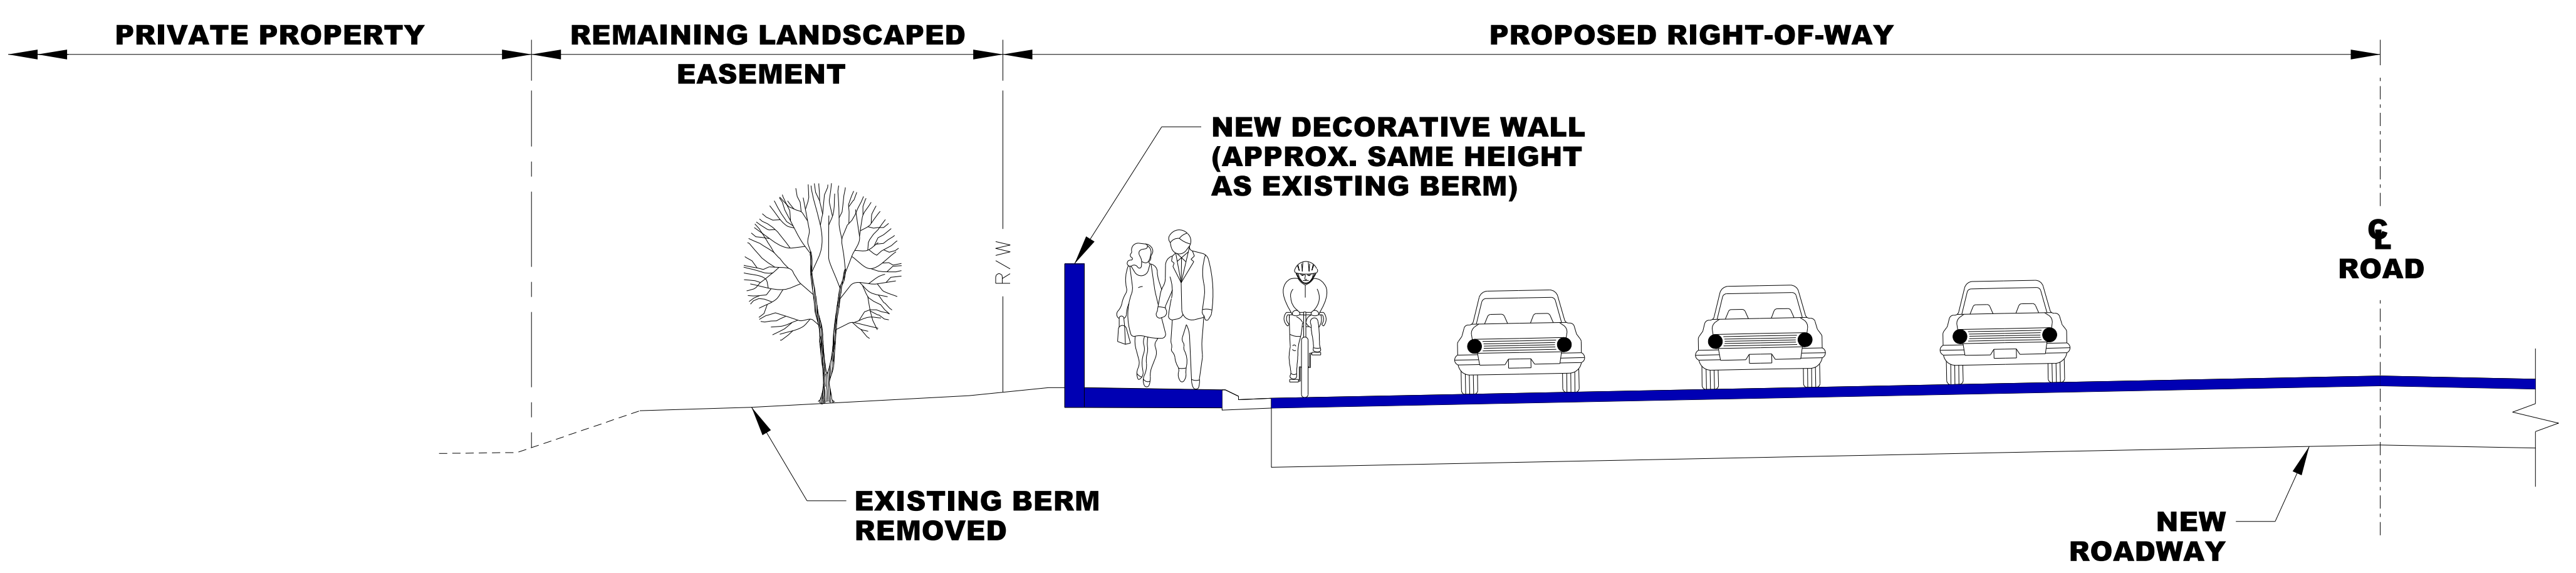 PRIVATE PROPERTY
REMAINING LANDSCAPED
EASEMENT
PROPOSED RIGHT-OF-WAY
NEW DECORATIVE WALL
(APPROX. SAME HEIGHT
AS EXISTING BERM)
R/W
CL
ROAD
EXISTING BERM
REMOVED
NEW
ROADWAY